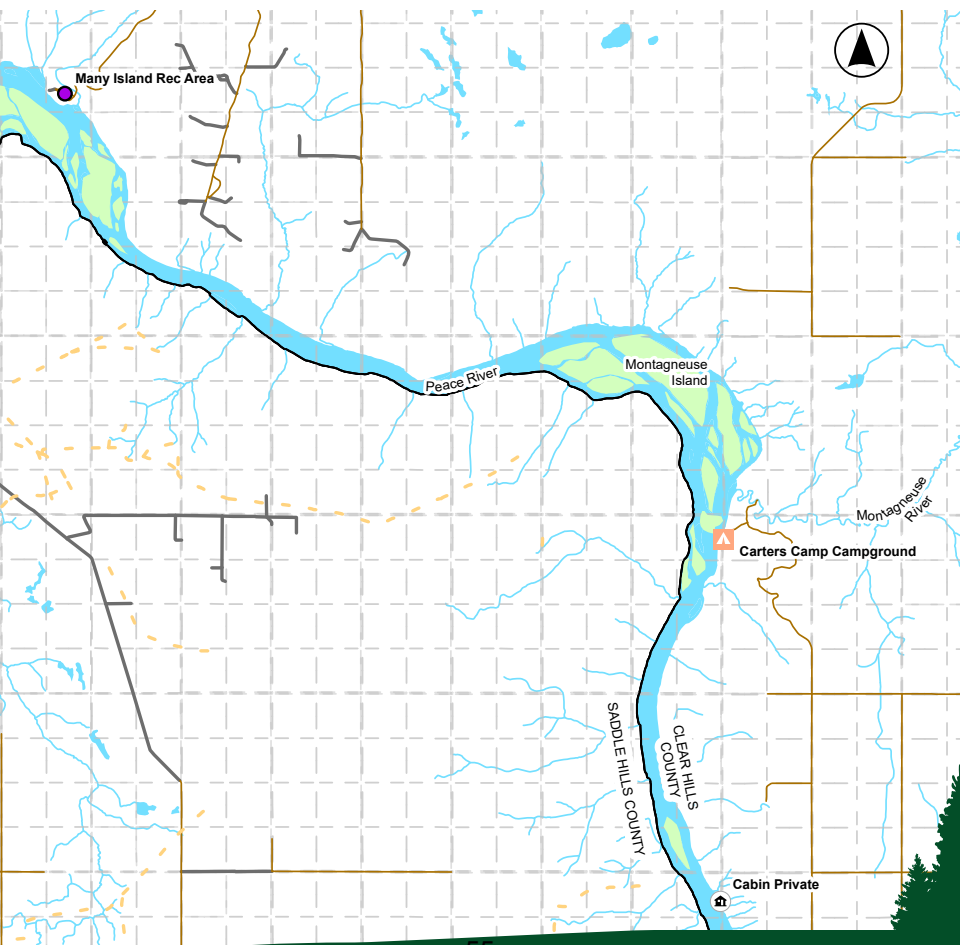 Many Island Rec Area
Peace River
Montagneuse
Island
Montagneuse
River
Carters Camp Campground
SADDLE HILLS COUNTY
CLEAR HILLS
COUNTY
Cabin Private
55